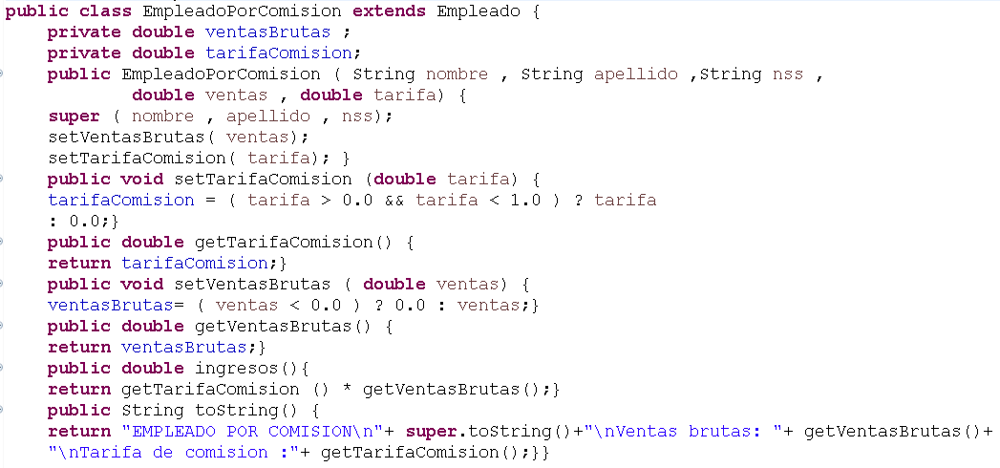 public class EmpleadoPorComision extends Empleado {
private double ventasBrutas ;
private double tarifaComision;
public EmpleadoPorComision ( String nombre , String apellido ,String nss ,
double ventas , double tarifa) {
super ( nombre , apellido , nss);
setVentasBrutas( ventas);
setTarifaComision( tarifa); }
public void setTarifaComision (double tarifa) {
tarifaComision = ( tarifa > 0.0 && tarifa < 1.0 ) ? tarifa
: 0.0;}
public double getTarifaComision() {
return tarifaComision;}
public void setVentasBrutas ( double ventas) {
ventasBrutas= ( ventas < 0.0 ) ? 0.0 : ventas;}
public double getVentasBrutas() {
return ventasBrutas;}
public double ingresos(){
return getTarifaComision () * getVentasBrutas();}
public String toString() {
return "EMPLEADO POR COMISION\n"+ super.toString()+"\nVentas brutas: "+ getVentasBrutas()+
"\nTarifa de comision :"+ getTarifaComision();}}